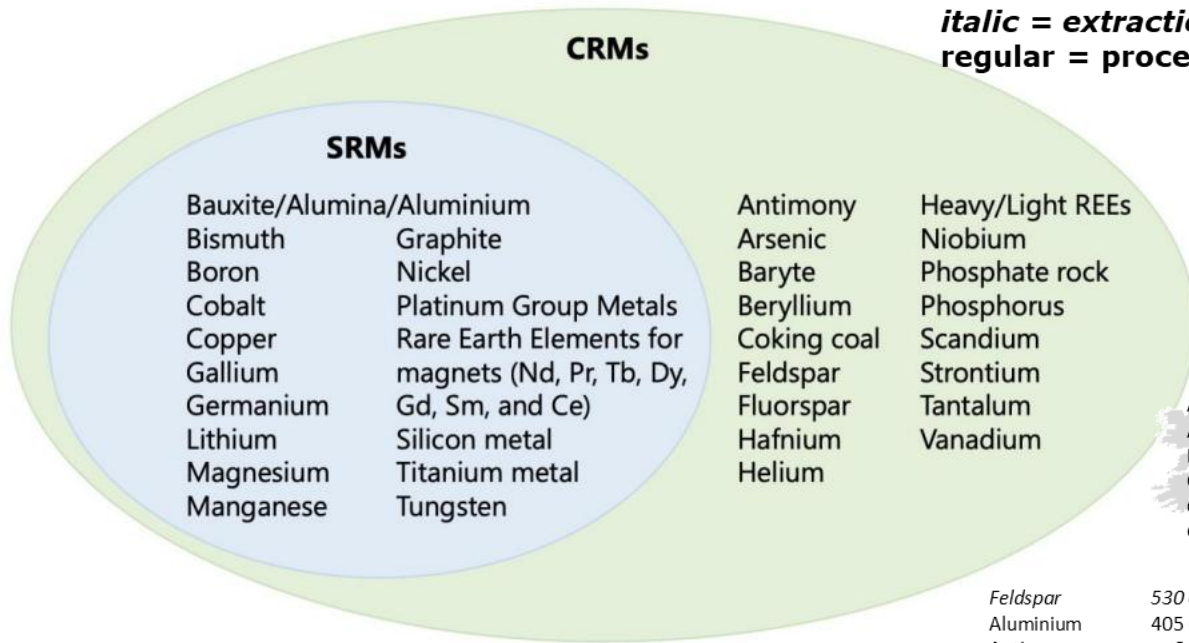 italic = extractio
regular = proce
CRMs
SRMs
Bauxite/Alumina/Aluminium
Bismuth
Boron
Cobalt
Copper
Gallium
Germanium
Lithium
Magnesium
Manganese
Graphite
Nickel
Platinum Group Metals
Rare Earth Elements for
magnets (Nd, Pr, Tb, Dy,
Gd, Sm, and Ce)
Silicon metal
Titanium metal
Tungsten
Antimony
Arsenic
Baryte
Beryllium
Coking coal
Feldspar
Fluorspar
Hafnium
Helium
Heavy/Light REEs
Niobium
Phosphate rock
Phosphorus
Scandium
Strontium
Tantalum
Vanadium
Feldspar 530
Aluminium 405